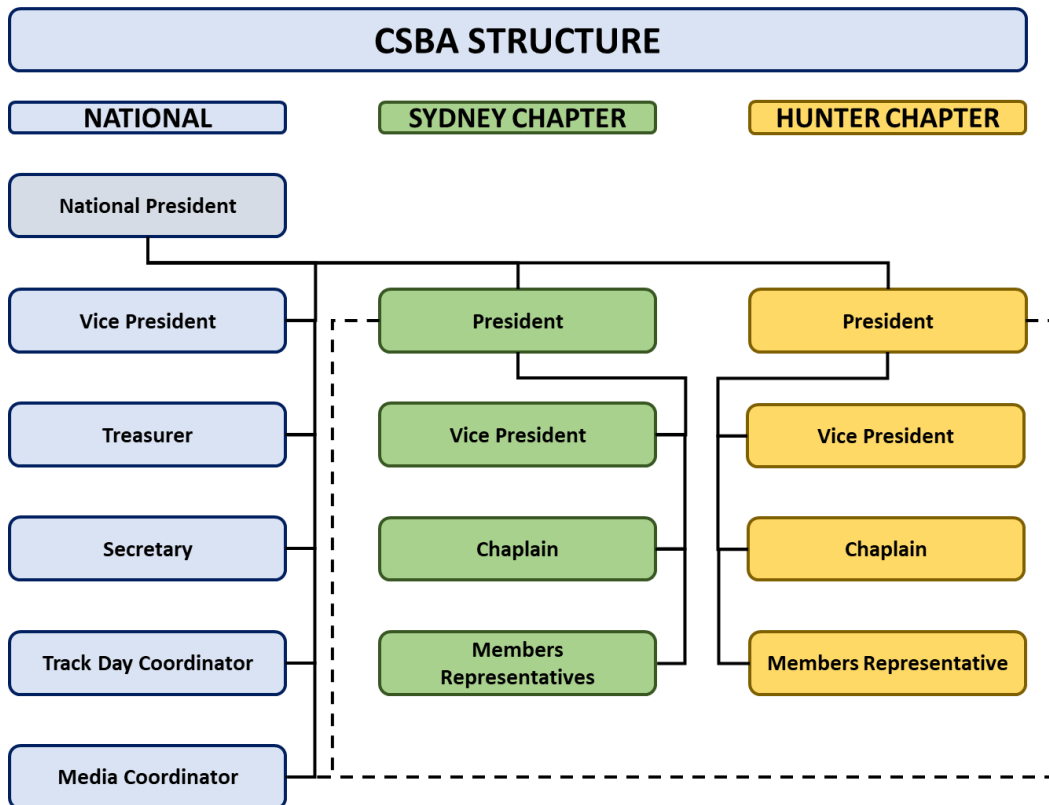 CSBA STRUCTURE
NATIONAL
SYDNEY CHAPTER
HUNTER CHAPTER
National President
Vice President
President
President
Treasurer
Vice President
Vice President
Secretary
Chaplain
Chaplain
Track Day Coordinator
Members
Representatives
Members Representative
Media Coordinator